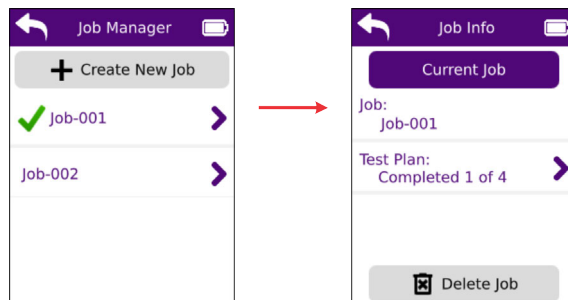 Job Manager
Create New Job
Job-001
Job-002
Job Info
Current Job
Job:
Job-001
Test Plan:
Completed 1 of 4
Delete Job